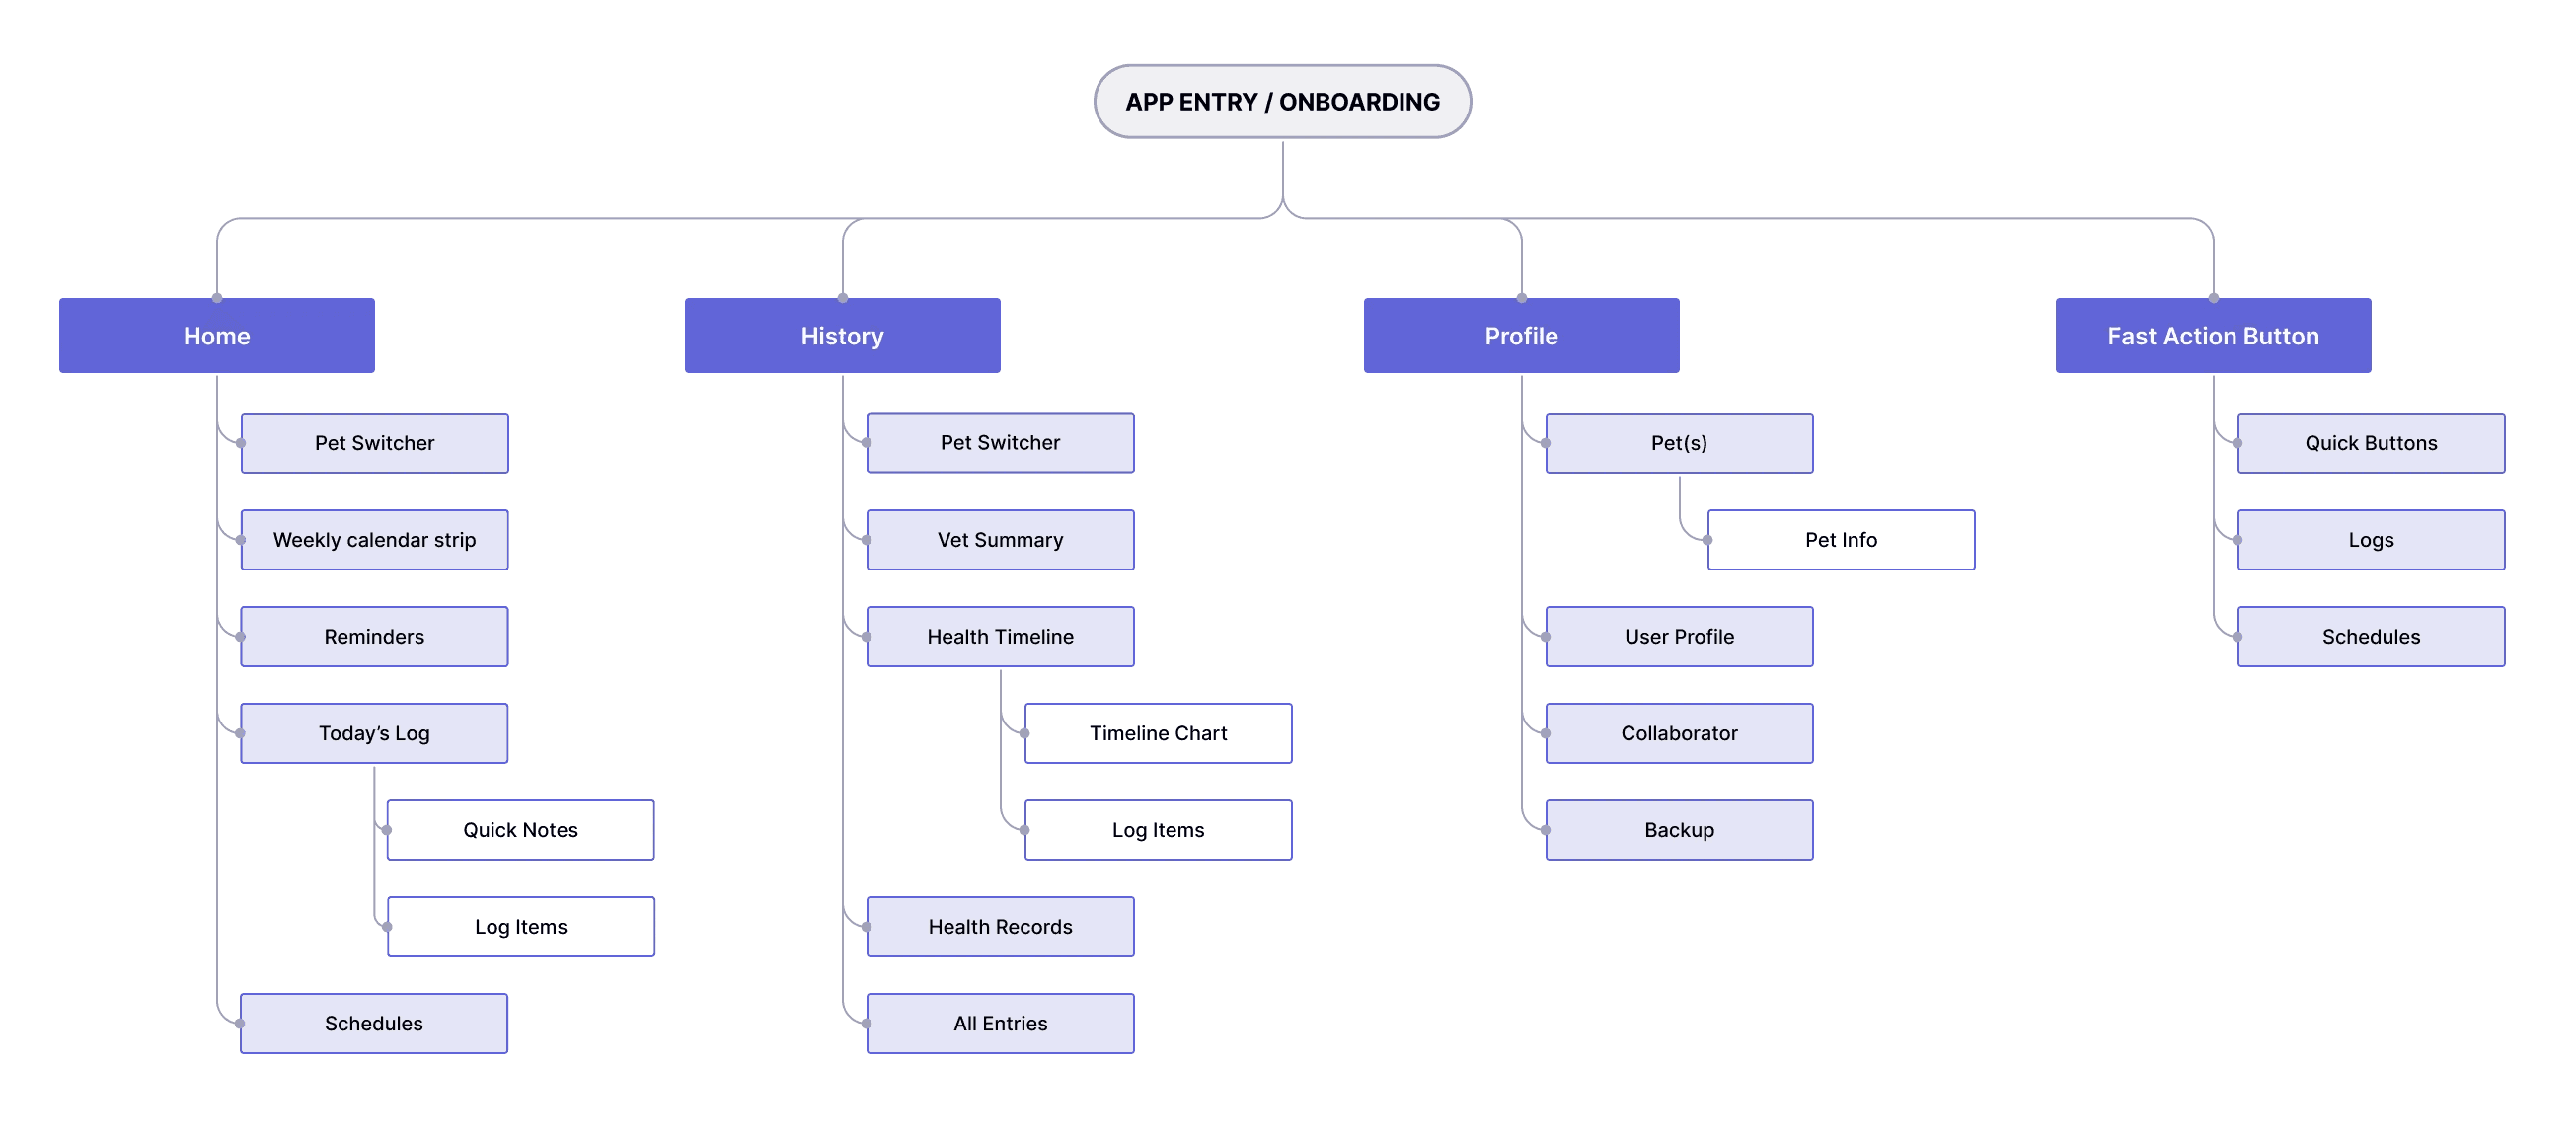 APP ENTRY / ONBOARDING
Home
Pet Switcher
Weekly calendar strip
Reminders
Today’s Log
Quick Notes
Log Items
Schedules
History
Pet Switcher
Vet Summary
Health Timeline
Timeline Chart
Log Items
Health Records
All Entries
Profile
Pet(s)
Pet Info
User Profile
Collaborator
Backup
Fast Action Button
Quick Buttons
Logs
Schedules